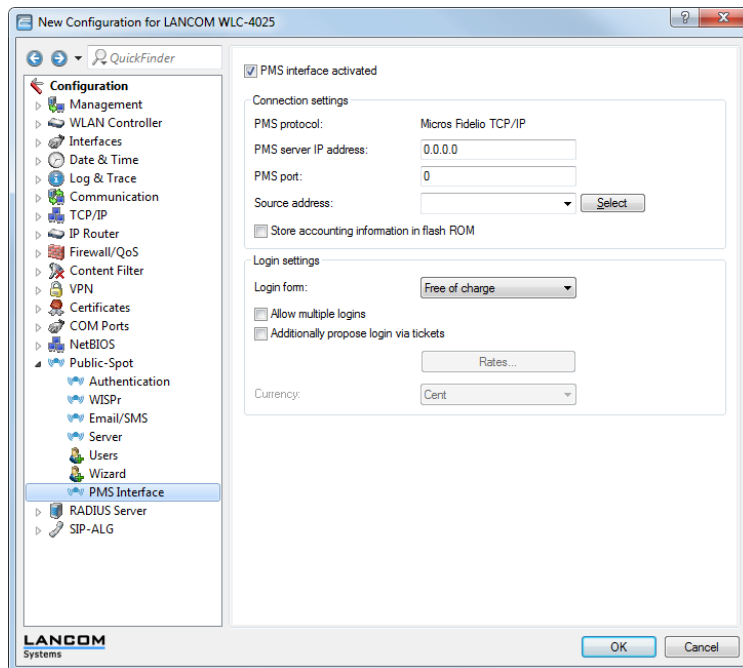 New Configuration for LANCOM WLC-4025
?
QuickFinder
Configuration
Management
WLAN Controller
Interfaces
Date & Time
Log & Trace
Communication
TCP/IP
IP Router
Firewall/QoS
Content Filter
VPN
Certificates
COM Ports
NetBIOS
Public-Spot
Authentication
WISPr
Email/SMS
Server
Users
Wizard
PMS Interface
RADIUS Server
SIP-ALG
PMS interface activated
Connection settings
PMS protocol: Micros Fidelio TCP/IP
PMS server IP address: 0.0.0.0
PMS port: 0
Source address: Select
Store accounting information in flash ROM
Login settings
Login form: Free of charge
Allow multiple logins
Additionally propose login via tickets
Rates...
Currency: Cent
LANCOM
Systems
OK Cancel